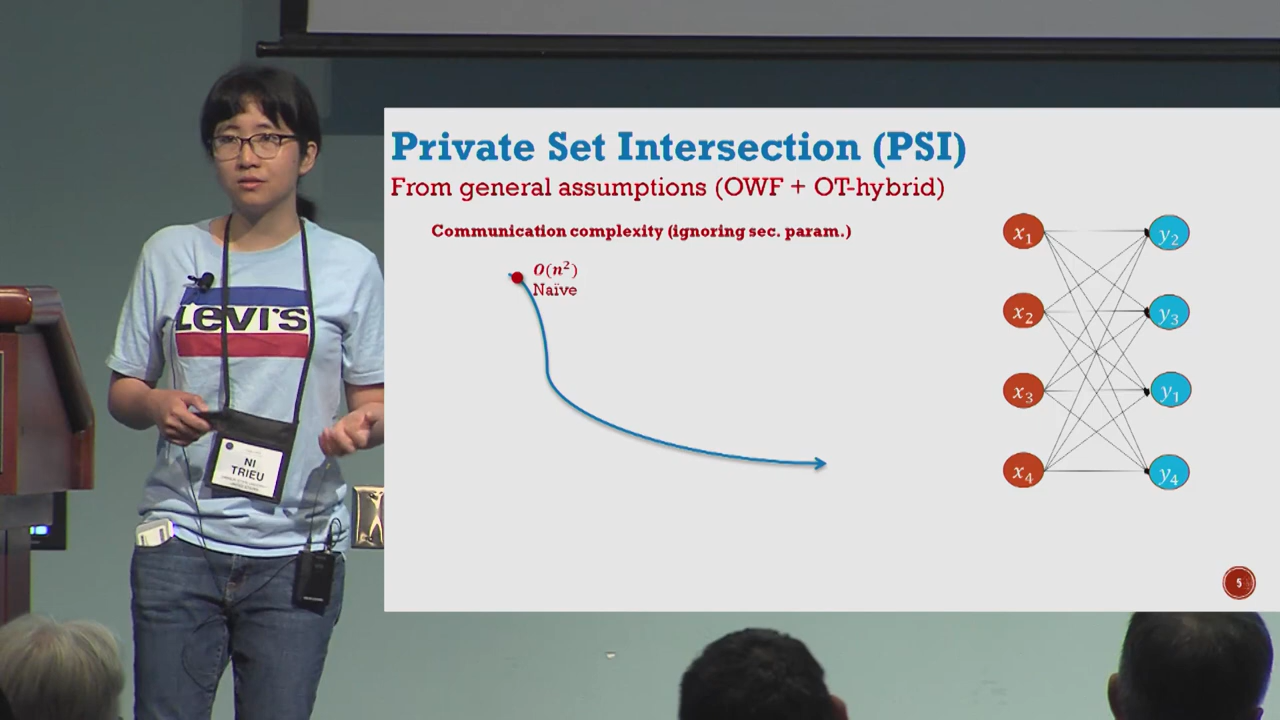 Private Set Intersection (PSI)
From general assumptions (OWF + OT-hybrid)
Communication complexity (ignoring sec. param.)
O(n²)
Naïve
x₁
y₂
x₂
y₃
x₃
y₁
x₄
y₄
5
Levi's
NI
TRIEU